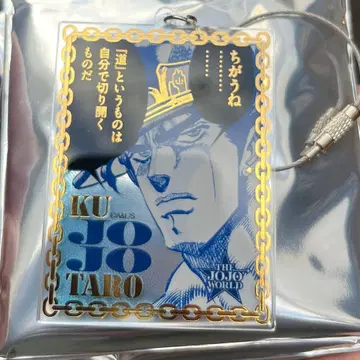 ちがうね
………
……
「道」というものは
自分で切り開く
ものだ
KU
JO
JO
TARO
THE
JOJO
WORLD